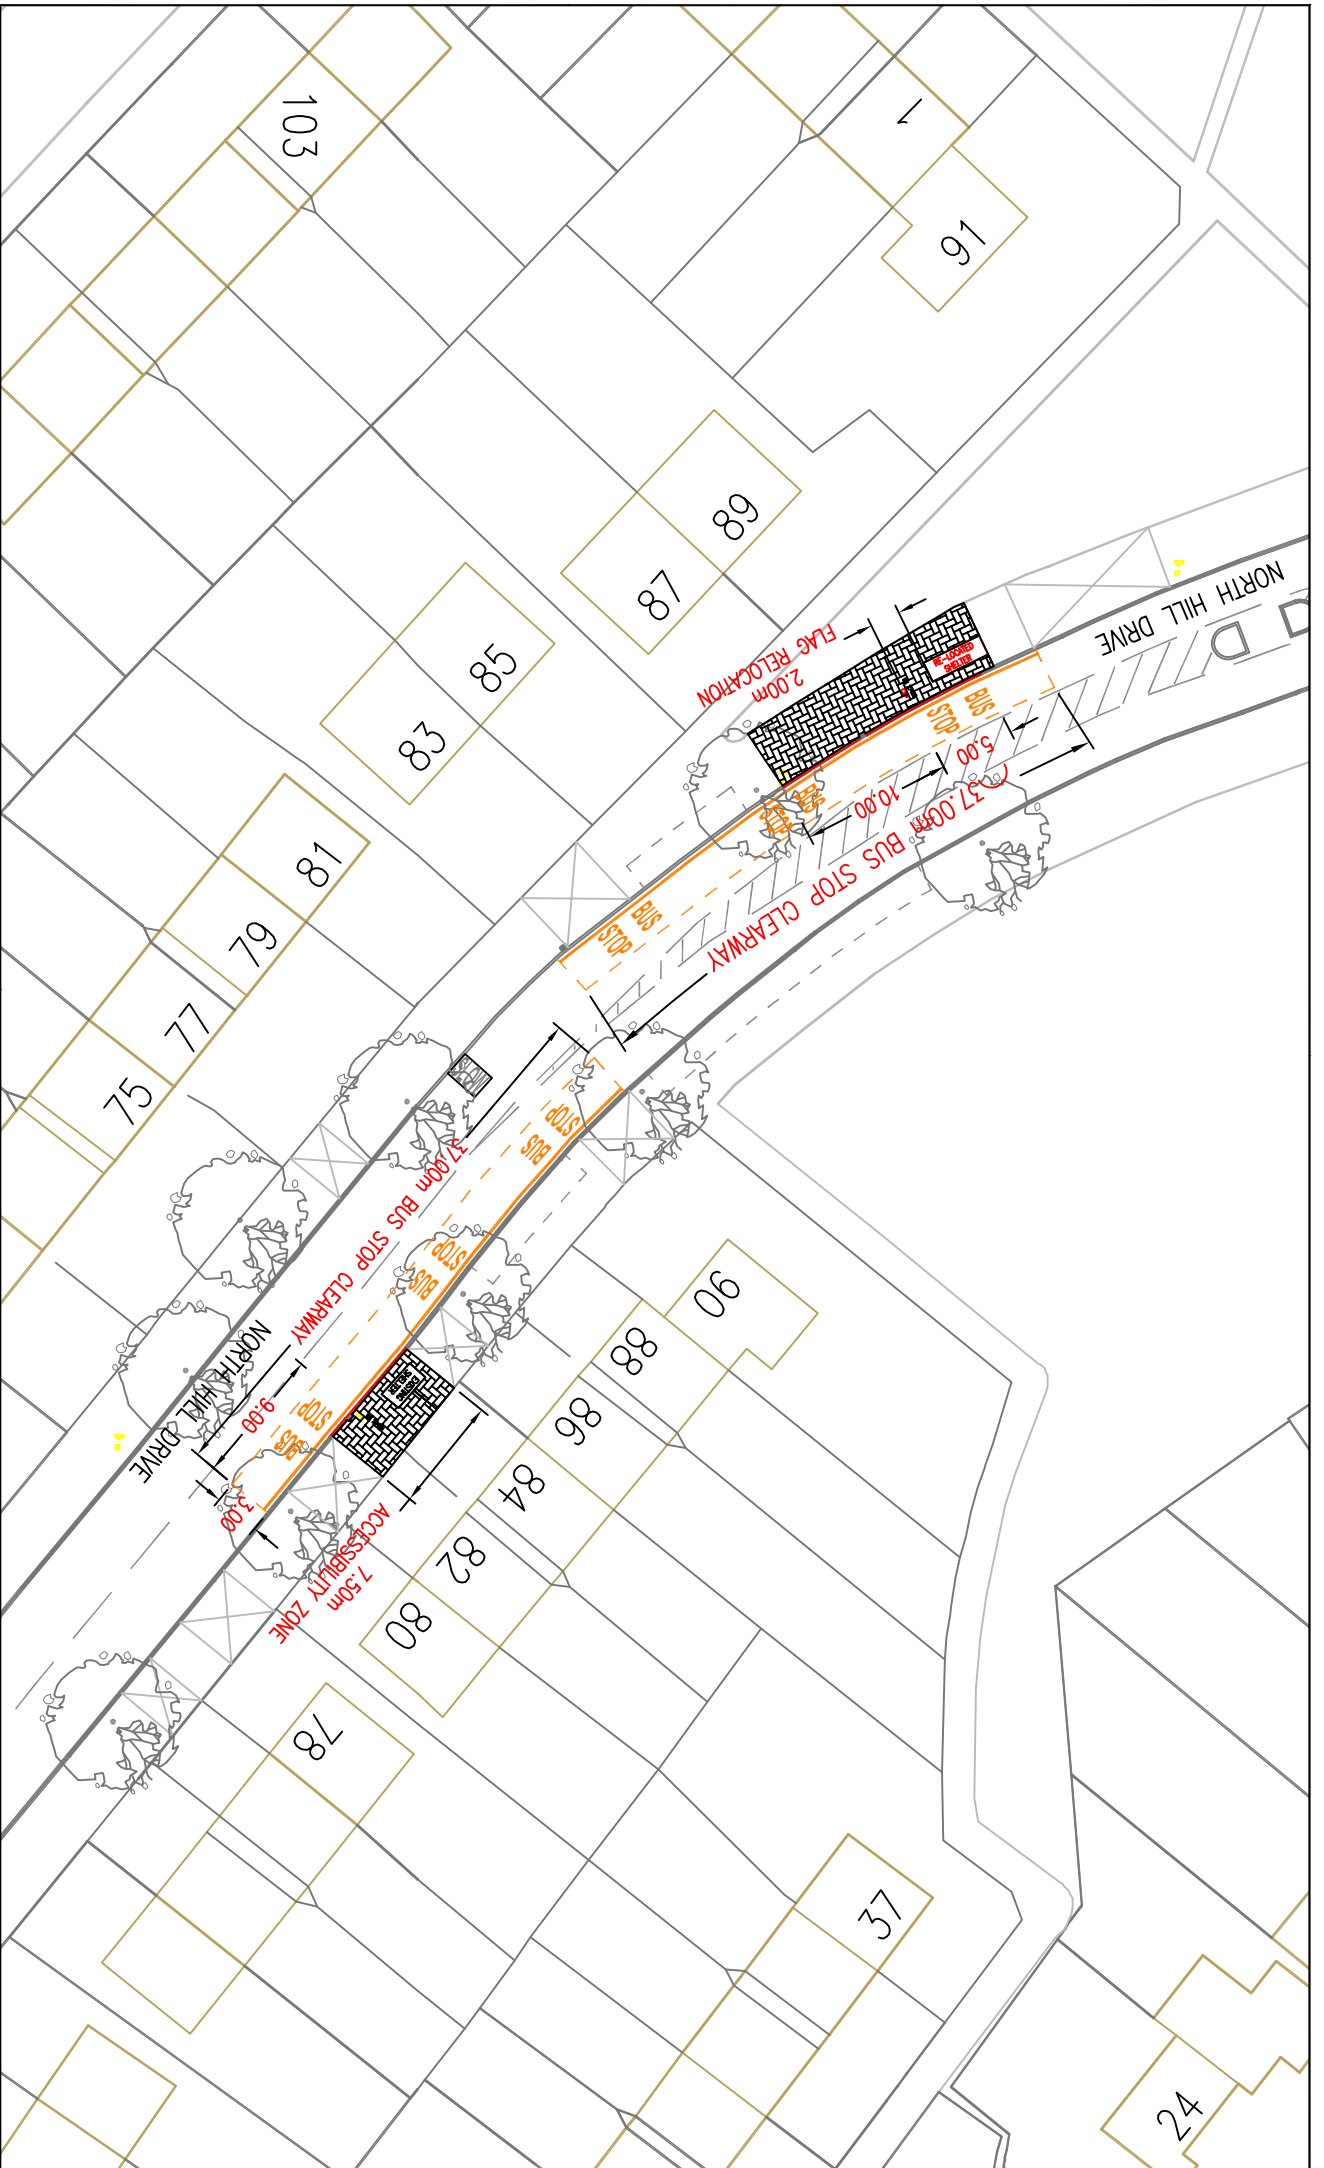 103
1
91
89
87
85
83
81
79
77
75
NORTH HILL DRIVE
2.00m
FLAG RELOCATION
RE-LOCATED
SHELTER
BUS
STOP
5.00
10.00
37.00m BUS STOP CLEARWAY
BUS
STOP
BUS
STOP
37.00m BUS STOP CLEARWAY
BUS
STOP
BUS
STOP
BUS
STOP
EXISTING
SHELTER
9.00
3.00
NORTH HILL DRIVE
7.50m
ACCESSIBILITY ZONE
90
88
86
84
82
80
78
37
24